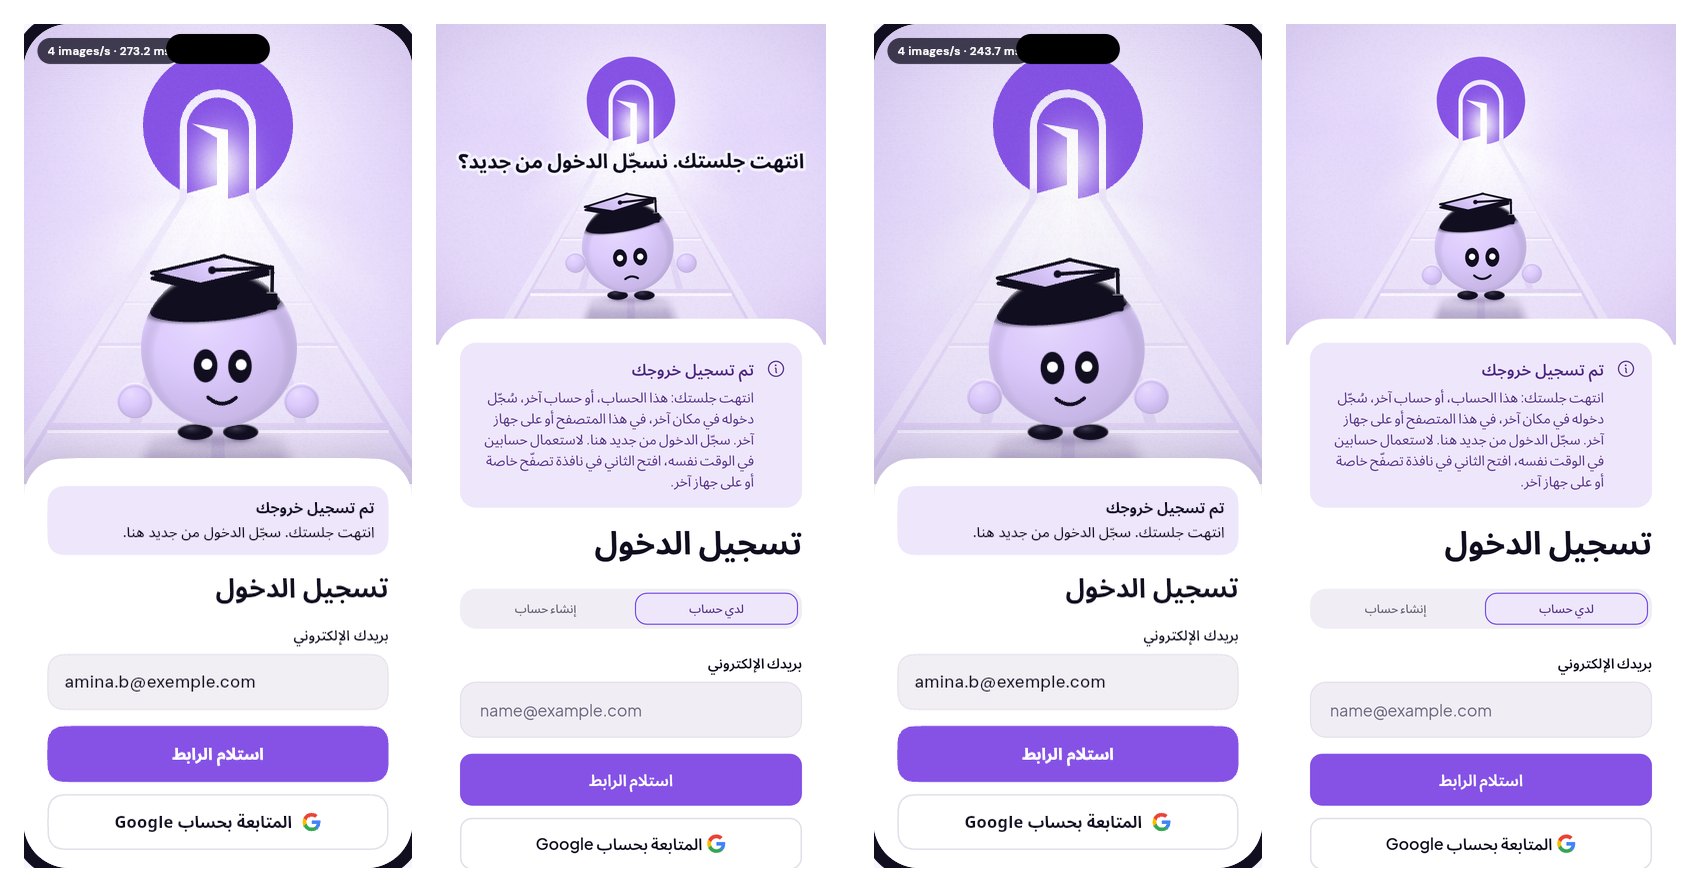 4 images/s · 273.2 ms
تم تسجيل خروجك
انتهت جلستك. سجّل الدخول من جديد هنا.
تسجيل الدخول
بريدك الإلكتروني
amina.b@exemple.com
استلام الرابط
المتابعة بحساب Google
انتهت جلستك. نسجّل الدخول من جديد؟
تم تسجيل خروجك
انتهت جلستك: هذا الحساب، أو حساب آخر، سُجّل
دخوله في مكان آخر، في هذا المتصفح أو على جهاز
آخر. سجّل الدخول من جديد هنا. لاستعمال حسابين
في الوقت نفسه، افتح الثاني في نافذة تصفّح خاصة
أو على جهاز آخر.
تسجيل الدخول
لدي حساب
إنشاء حساب
بريدك الإلكتروني
name@example.com
استلام الرابط
المتابعة بحساب Google
4 images/s · 243.7 ms
تم تسجيل خروجك
انتهت جلستك. سجّل الدخول من جديد هنا.
تسجيل الدخول
بريدك الإلكتروني
amina.b@exemple.com
استلام الرابط
المتابعة بحساب Google
تم تسجيل خروجك
انتهت جلستك: هذا الحساب، أو حساب آخر، سُجّل
دخوله في مكان آخر، في هذا المتصفح أو على جهاز
آخر. سجّل الدخول من جديد هنا. لاستعمال حسابين
في الوقت نفسه، افتح الثاني في نافذة تصفّح خاصة
أو على جهاز آخر.
تسجيل الدخول
لدي حساب
إنشاء حساب
بريدك الإلكتروني
name@example.com
استلام الرابط
المتابعة بحساب Google